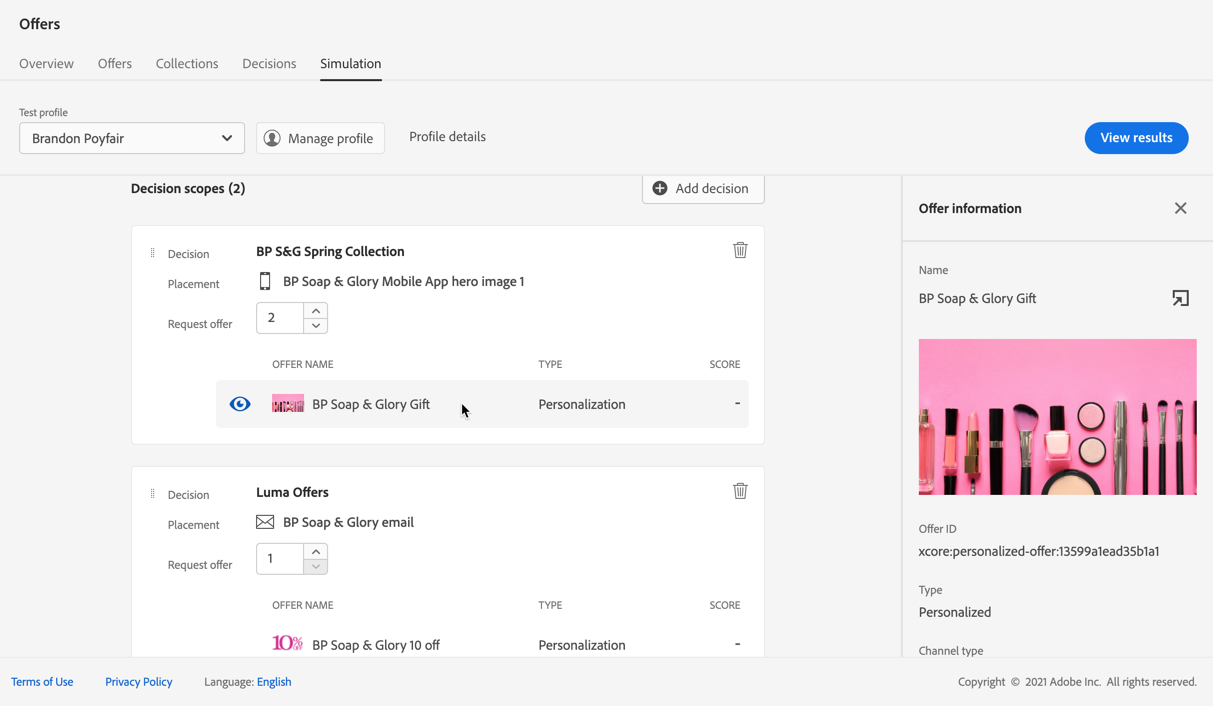 Offers
Overview Offers Collections Decisions Simulation
Test profile
Brandon Poyfair Manage profile Profile details View results
Decision scopes (2) Add decision
Decision BP S&G Spring Collection
Placement BP Soap & Glory Mobile App hero image 1
Request offer 2
OFFER NAME TYPE SCORE
BP Soap & Glory Gift Personalization -
Decision Luma Offers
Placement BP Soap & Glory email
Request offer 1
OFFER NAME TYPE SCORE
10% BP Soap & Glory 10 off Personalization -
Offer information
Name
BP Soap & Glory Gift
Offer ID
xcore:personalized-offer:13599a1ead35b1a1
Type
Personalized
Channel type
Terms of Use Privacy Policy Language: English Copyright © 2021 Adobe Inc. All rights reserved.